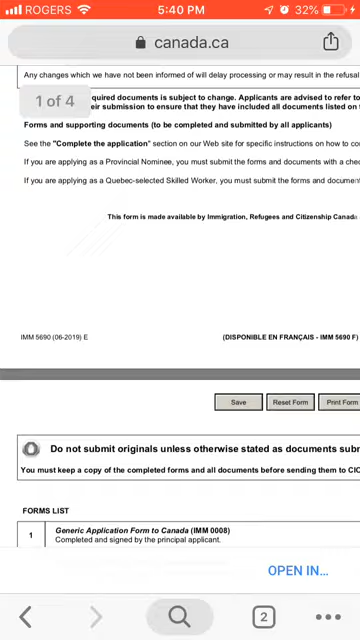 ROGERS 5:40 PM 32%
canada.ca
Any changes which we have not been informed of will delay processing or may result in the refusal
1 of 4
quired documents is subject to change. Applicants are advised to refer to
eir submission to ensure that they have included all documents listed on t
Forms and supporting documents (to be completed and submitted by all applicants)
See the "Complete the application" section on our Web site for specific instructions on how to co
If you are applying as a Provincial Nominee, you must submit the forms and documents with a chec
If you are applying as a Quebec-selected Skilled Worker, you must submit the forms and documen
This form is made available by Immigration, Refugees and Citizenship Canada
IMM 5690 (06-2019) E
(DISPONIBLE EN FRANÇAIS - IMM 5690 F)
Save Reset Form Print Form
Do not submit originals unless otherwise stated as documents subm
You must keep a copy of the completed forms and all documents before sending them to CIC
FORMS LIST
1
Generic Application Form to Canada (IMM 0008)
Completed and signed by the principal applicant.
OPEN IN...
2